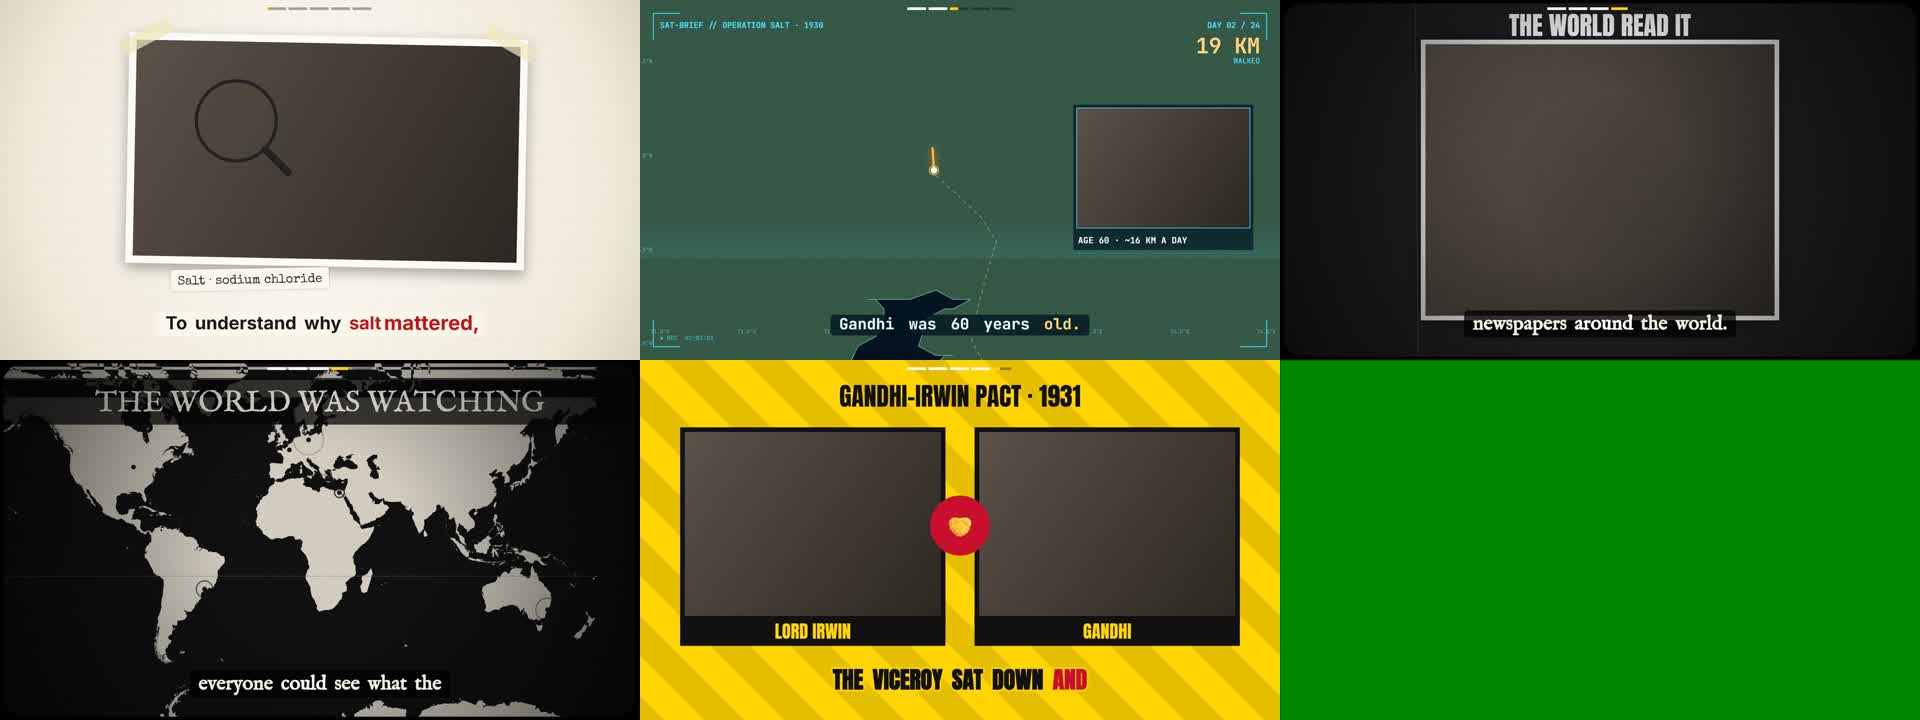 Salt · sodium chloride
To understand why salt mattered,
SAT-BRIEF // OPERATION SALT · 1930
DAY 02 / 24
19 KM
WALKED
AGE 60 · ~16 KM A DAY
Gandhi was 60 years old.
THE WORLD READ IT
newspapers around the world.
THE WORLD WAS WATCHING
everyone could see what the
GANDHI-IRWIN PACT · 1931
LORD IRWIN
GANDHI
THE VICEROY SAT DOWN AND